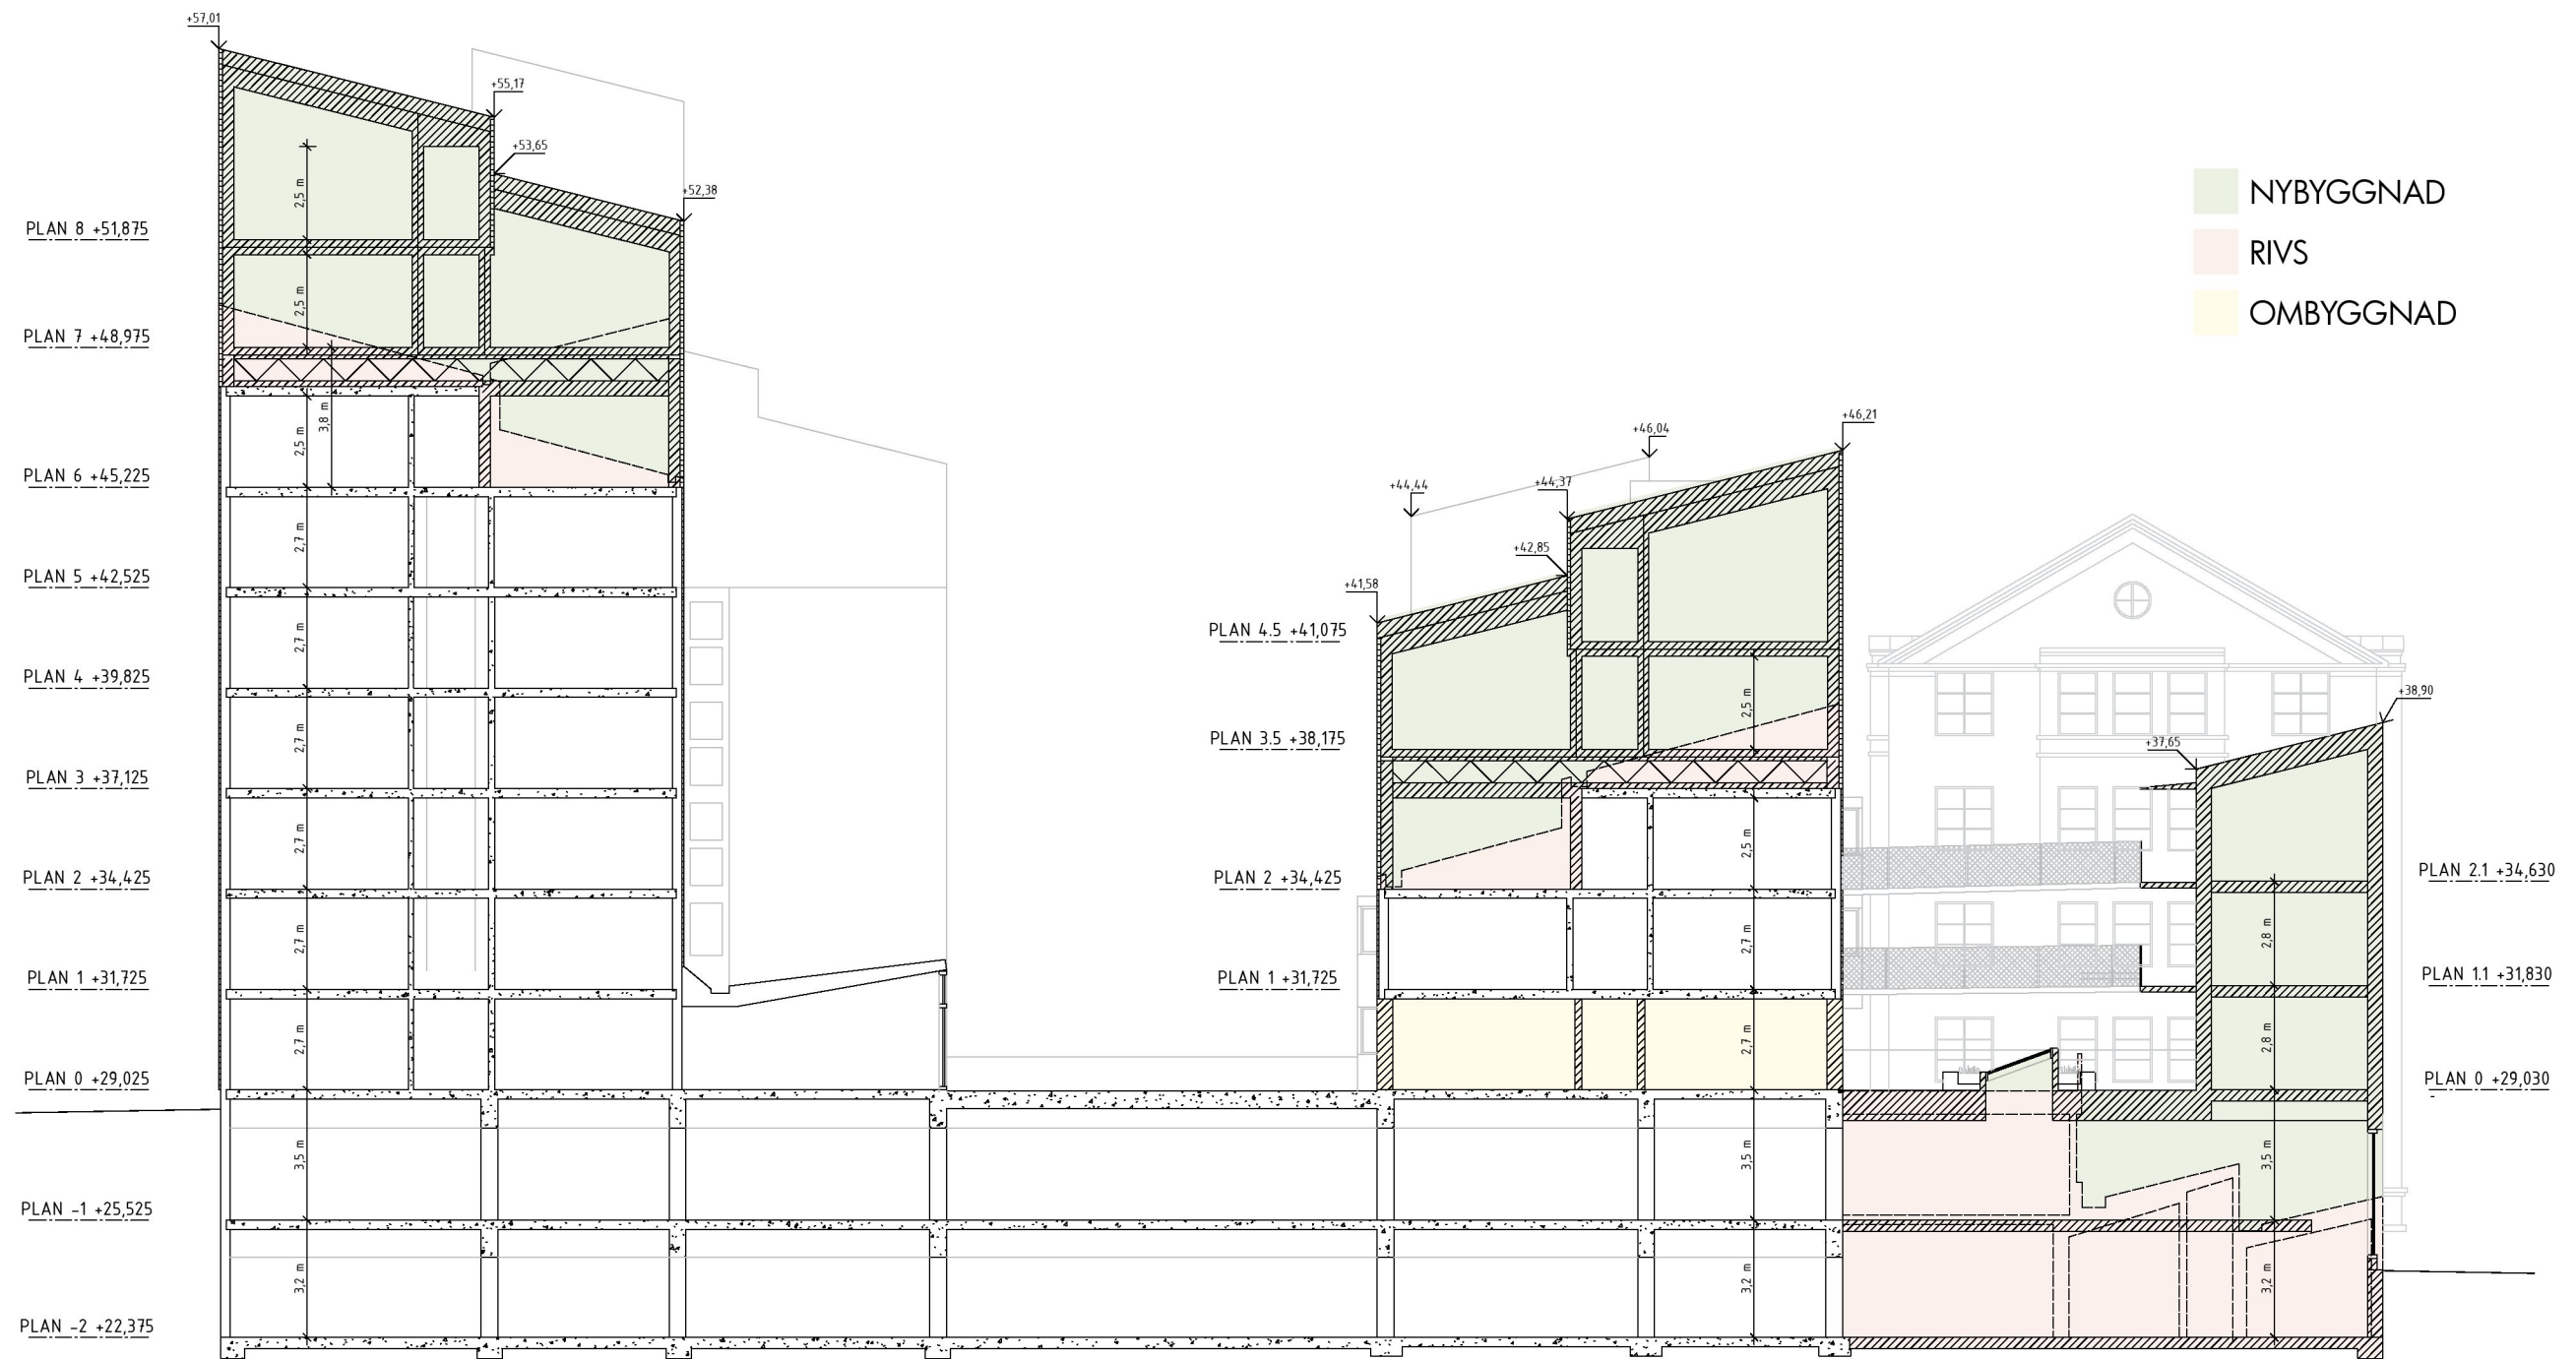 +57,01
+55,17
+53,65
+52,38
NYBYGGNAD
RIVS
OMBYGGNAD
PLAN 8 +51,875
PLAN 7 +48,975
PLAN 6 +45,225
PLAN 5 +42,525
PLAN 4 +39,825
PLAN 3 +37,125
PLAN 2 +34,425
PLAN 1 +31,725
PLAN 0 +29,025
PLAN -1 +25,525
PLAN -2 +22,375
2,5 m
2,5 m
2,5 m
3,8 m
2,7 m
2,7 m
2,7 m
2,7 m
2,7 m
2,7 m
3,5 m
3,2 m
+46,21
+46,04
+44,44
+44,37
+42,85
+41,58
PLAN 4.5 +41,075
PLAN 3.5 +38,175
PLAN 2 +34,425
PLAN 1 +31,725
2,5 m
2,5 m
2,7 m
2,7 m
3,5 m
3,2 m
+38,90
+37,65
PLAN 2.1 +34,630
PLAN 1.1 +31,830
PLAN 0 +29,030
2,8 m
2,8 m
3,5 m
3,2 m